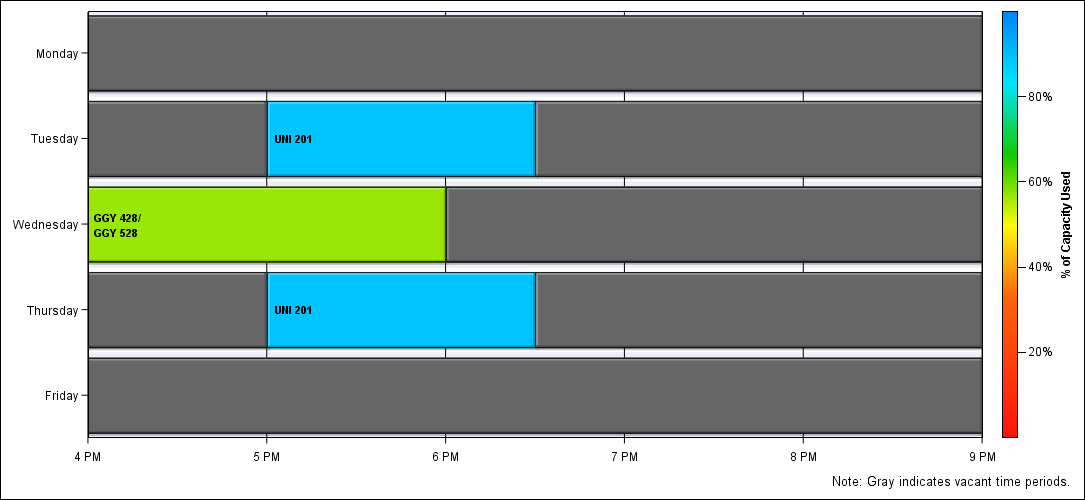 Monday
Tuesday
UNI 201
Wednesday
GGY 428/
GGY 528
Thursday
UNI 201
Friday
4 PM 5 PM 6 PM 7 PM 8 PM 9 PM
80%
60%
40%
20%
% of Capacity Used
Note: Gray indicates vacant time periods.